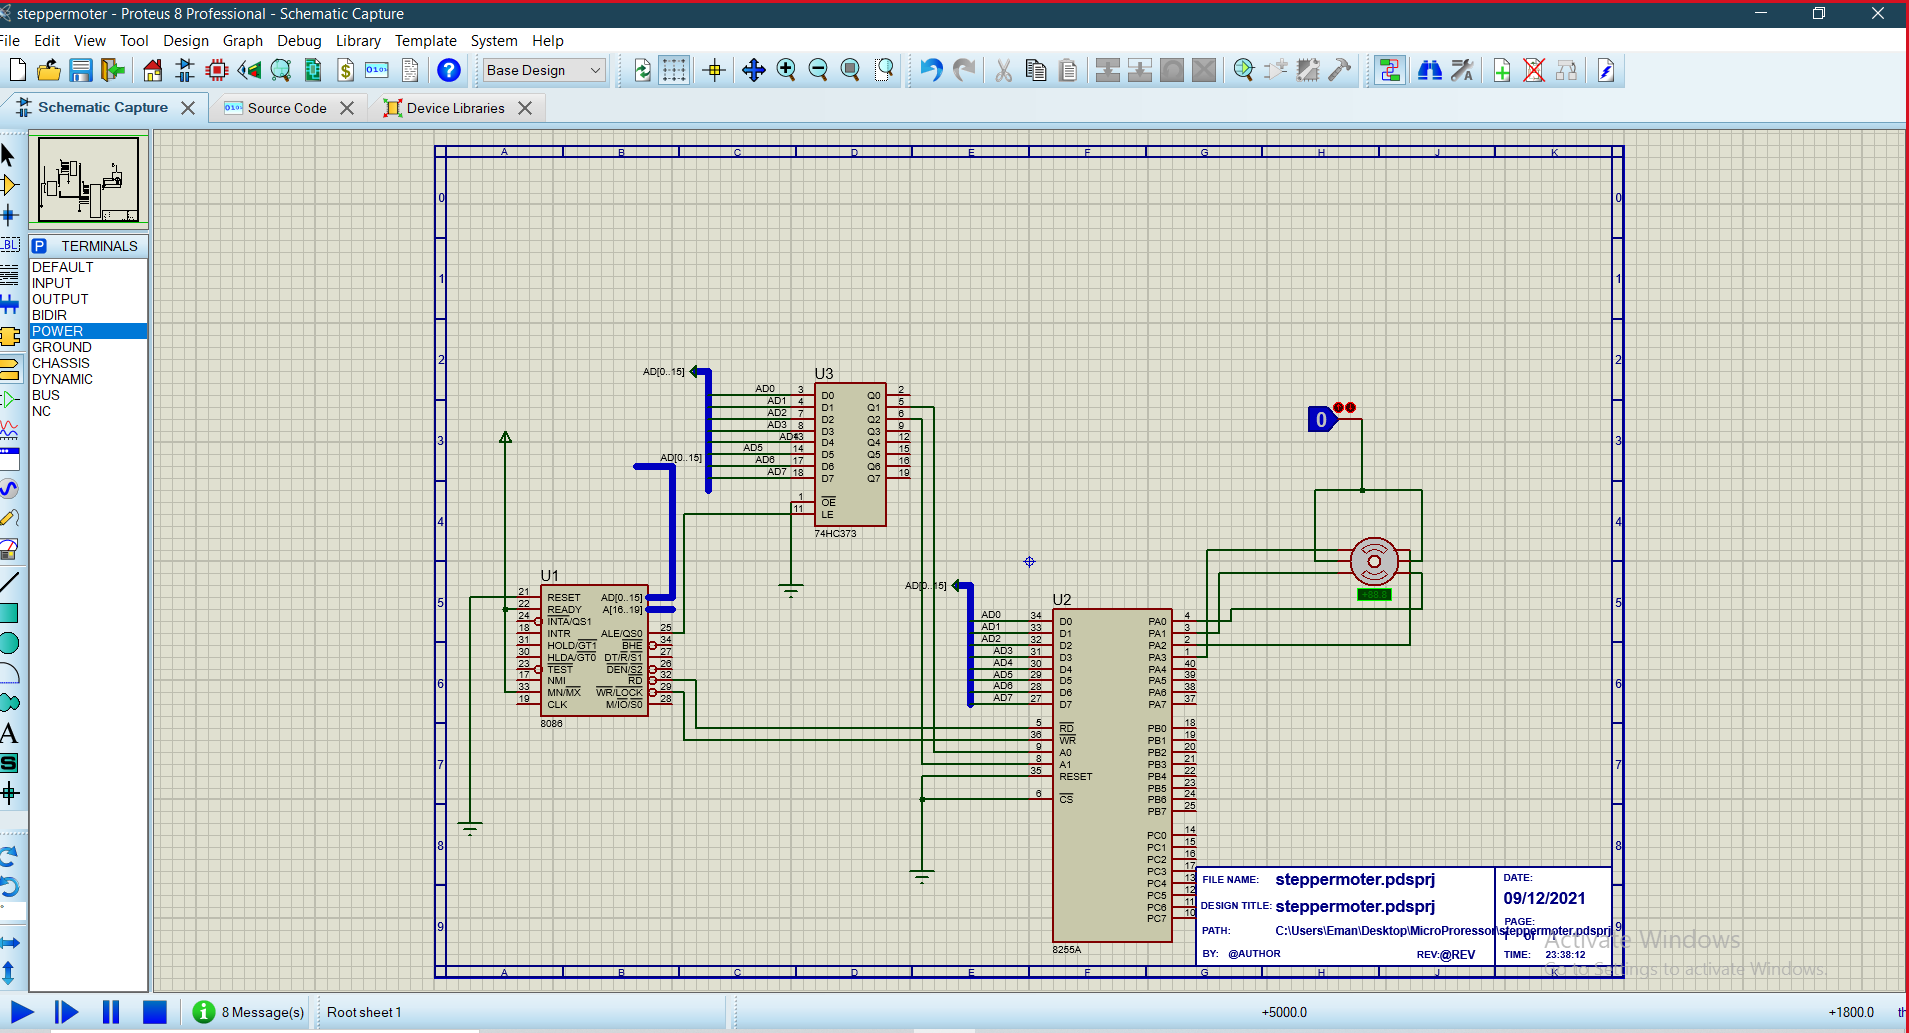 steppermoter - Proteus 8 Professional - Schematic Capture
File Edit View Tool Design Graph Debug Library Template System Help
Base Design
Schematic Capture
Source Code
Device Libraries
P TERMINALS
DEFAULT
INPUT
OUTPUT
BIDIR
POWER
GROUND
CHASSIS
DYNAMIC
BUS
NC
A B C D E F G H J K
0 1 2 3 4 5 6 7 8 9
0 1 2 3 4 5 6 7 8 9
AD[0..15]
U3
AD0 3 D0 Q0 2
AD1 4 D1 Q1 5
AD2 7 D2 Q2 6
AD3 8 D3 Q3 9
AD4 13 D4 Q4 12
AD5 14 D5 Q5 15
AD6 17 D6 Q6 16
AD7 18 D7 Q7 19
1 OE
11 LE
74HC373
AD[0..15]
0
U1
21 RESET AD[0..15]
22 READY A[16..19]
24 INTA/QS1
18 INTR ALE/QS0 25
31 HOLD/GT1 BHE 34
30 HLDA/GT0 DT/R/S1 27
23 TEST DEN/S2 26
17 NMI RD 32
33 MN/MX WR/LOCK 29
19 CLK M/IO/S0 28
8086
AD[0..15]
U2
AD0 34 D0 PA0 4
AD1 33 D1 PA1 3
AD2 32 D2 PA2 2
AD3 31 D3 PA3 1
AD4 30 D4 PA4 40
AD5 29 D5 PA5 39
AD6 28 D6 PA6 38
AD7 27 D7 PA7 37
5 RD PB0 18
36 WR PB1 19
9 A0 PB2 20
8 A1 PB3 21
35 RESET PB4 22
PB5 23
6 CS PB6 24
PB7 25
PC0 14
PC1 15
PC2 16
PC3 17
PC4 13
PC5 12
PC6 11
PC7 10
8255A
FILE NAME: steppermoter.pdsprj
DESIGN TITLE: steppermoter.pdsprj
PATH: C:\Users\Eman\Desktop\MicroProressor\steppermoter.pdsprj
BY: @AUTHOR REV:@REV
DATE:
09/12/2021
PAGE:
1 of
TIME: 23:38:12
A B C D E F G H J K
Activate Windows
Go to Settings to activate Windows.
8 Message(s) Root sheet 1 +5000.0 +1800.0 th